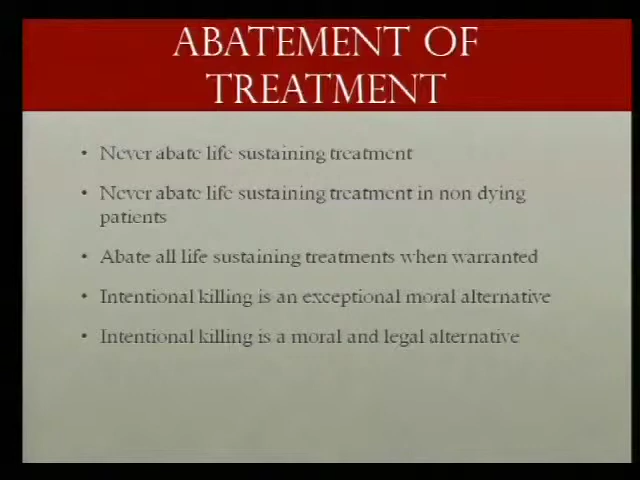 ABATEMENT OF
TREATMENT
• Never abate life sustaining treatment
• Never abate life sustaining treatment in non dying
patients
• Abate all life sustaining treatments when warranted
• Intentional killing is an exceptional moral alternative
• Intentional killing is a moral and legal alternative